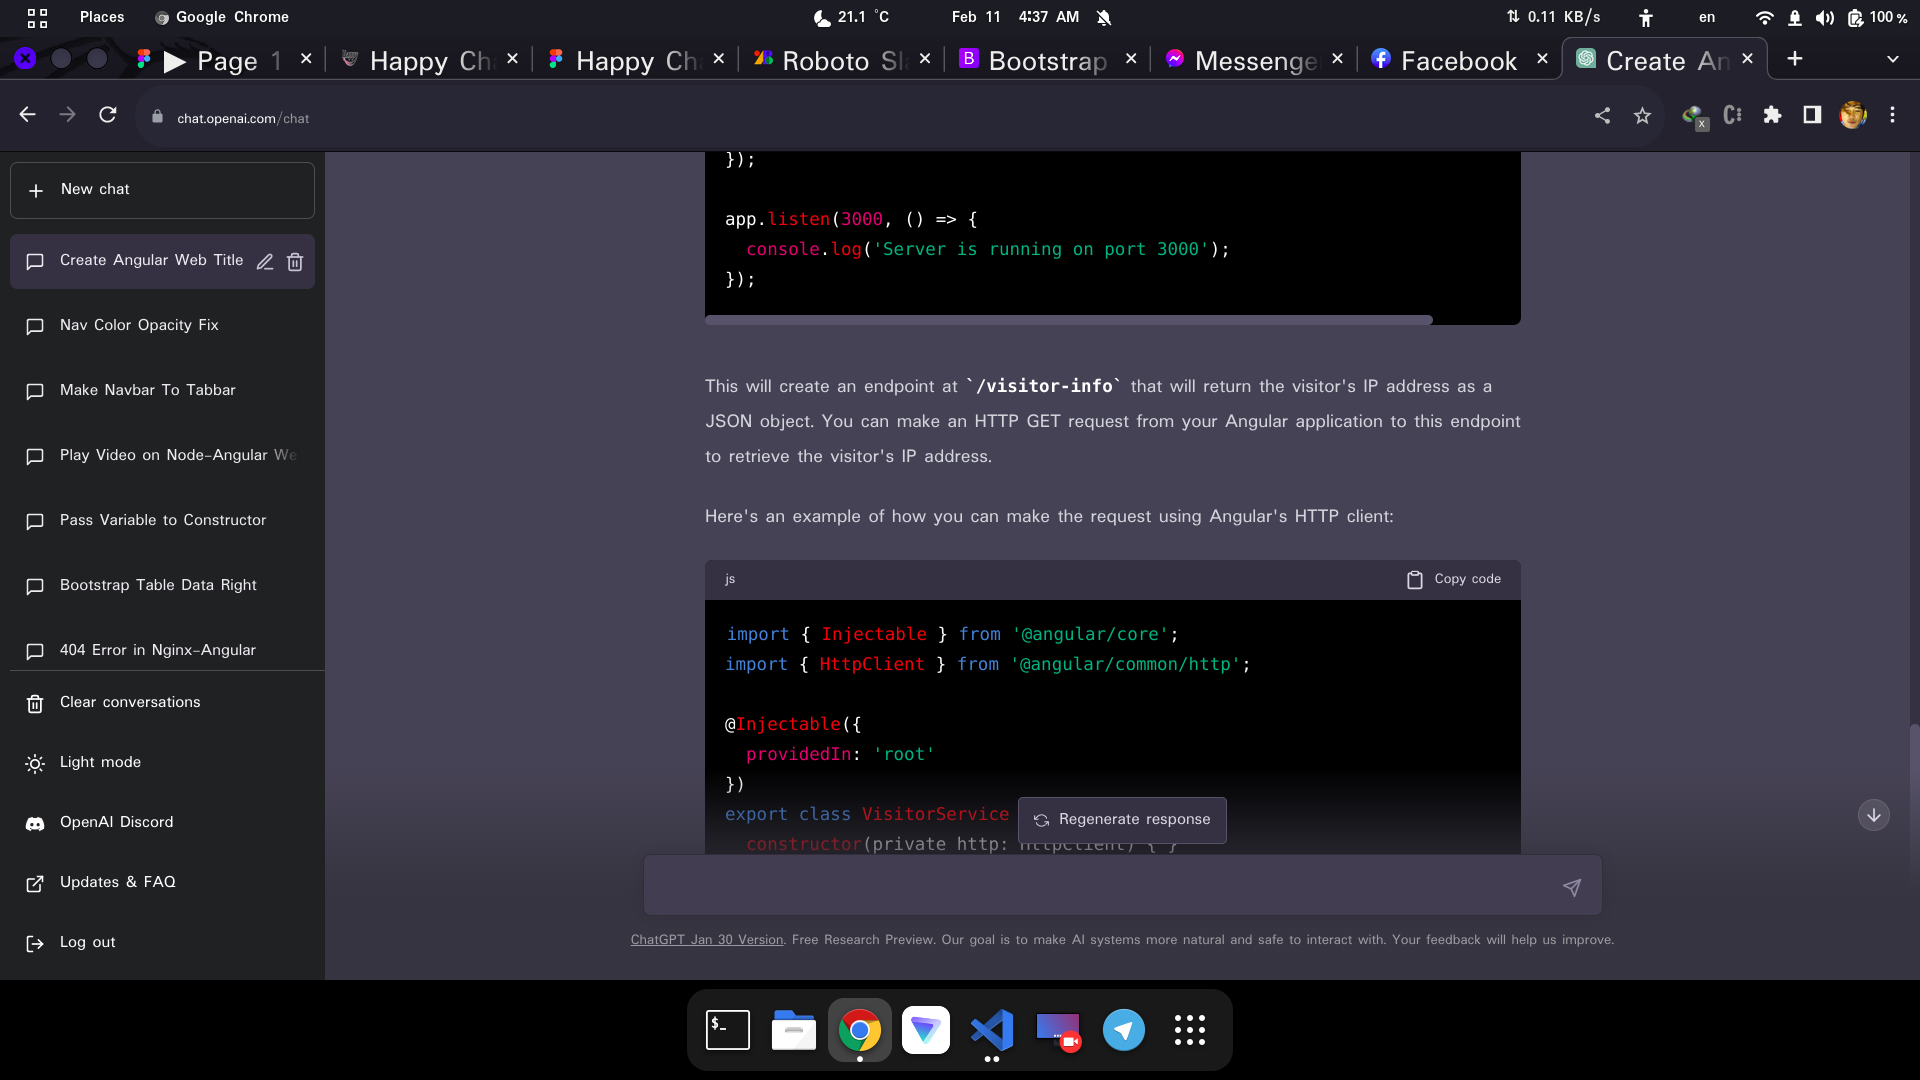 Places Google Chrome 21.1 °C Feb 11 4:37 AM 0.11 KB/s en 100 %
Page 1 Happy Ch Happy Ch Roboto Sl Bootstrap Messenge Facebook Create An
chat.openai.com/chat
New chat
Create Angular Web Title
Nav Color Opacity Fix
Make Navbar To Tabbar
Play Video on Node-Angular We
Pass Variable to Constructor
Bootstrap Table Data Right
404 Error in Nginx-Angular
Clear conversations
Light mode
OpenAI Discord
Updates & FAQ
Log out
});
app.listen(3000, () => {
console.log('Server is running on port 3000');
});
This will create an endpoint at `/visitor-info` that will return the visitor's IP address as a
JSON object. You can make an HTTP GET request from your Angular application to this endpoint
to retrieve the visitor's IP address.
Here's an example of how you can make the request using Angular's HTTP client:
js Copy code
import { Injectable } from '@angular/core';
import { HttpClient } from '@angular/common/http';
@Injectable({
providedIn: 'root'
})
export class VisitorService
constructor(private http: HttpClient) { }
Regenerate response
ChatGPT Jan 30 Version. Free Research Preview. Our goal is to make AI systems more natural and safe to interact with. Your feedback will help us improve.
$_